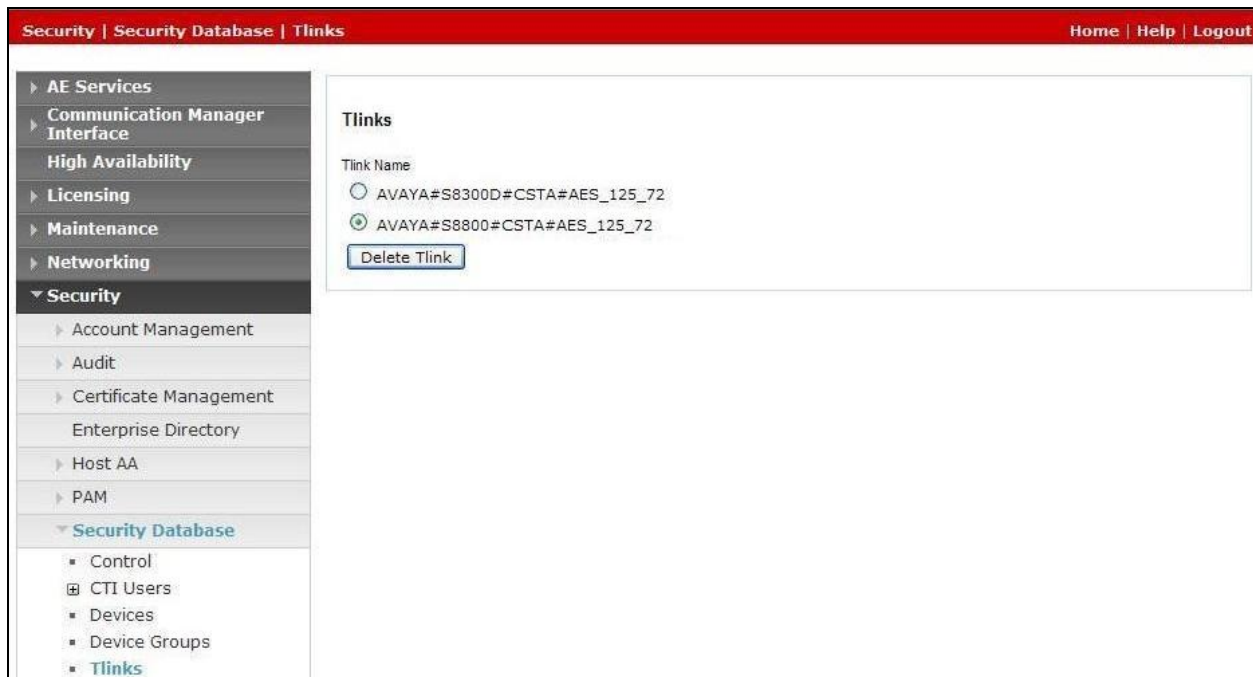 Security | Security Database | Tlinks
Home | Help | Logout
AE Services
Communication Manager
Interface
High Availability
Licensing
Maintenance
Networking
Security
Account Management
Audit
Certificate Management
Enterprise Directory
Host AA
PAM
Security Database
Control
CTI Users
Devices
Device Groups
Tlinks
Tlinks
Tlink Name
AVAYA#S8300D#CSTA#AES_125_72
AVAYA#S8800#CSTA#AES_125_72
Delete Tlink